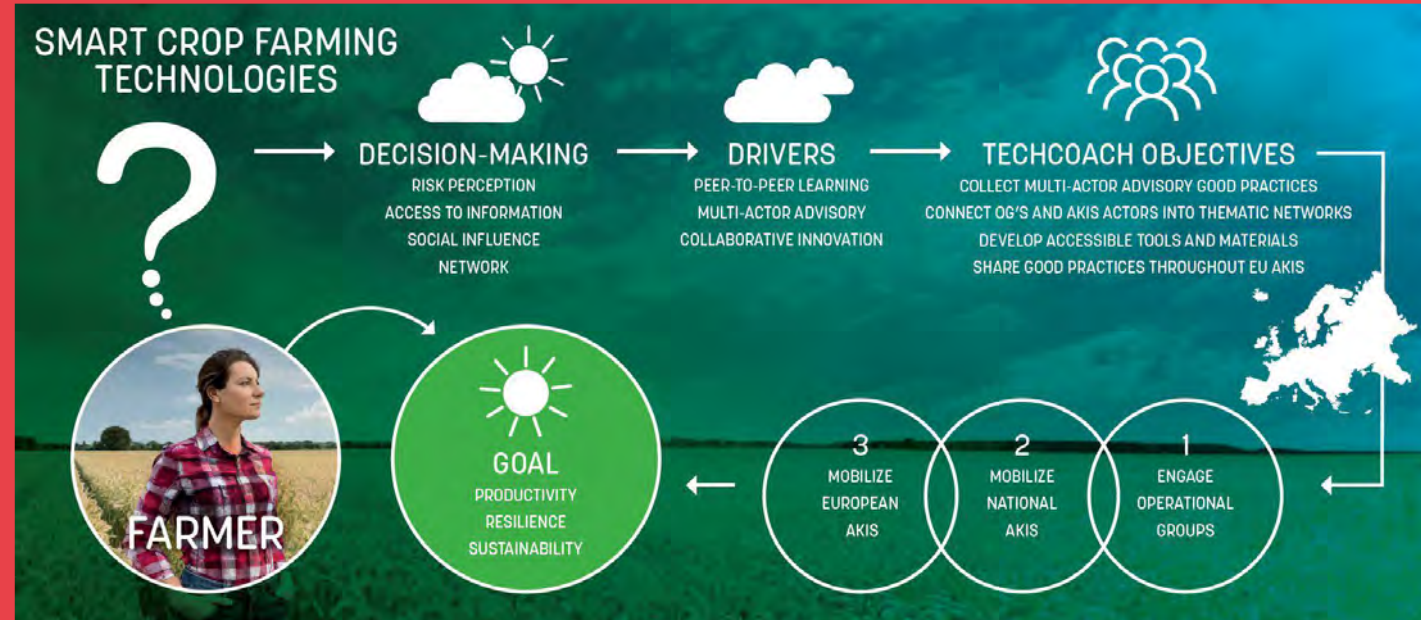 SMART CROP FARMING
TECHNOLOGIES
?
DECISION-MAKING
RISK PERCEPTION
ACCESS TO INFORMATION
SOCIAL INFLUENCE
NETWORK
DRIVERS
PEER-TO-PEER LEARNING
MULTI-ACTOR ADVISORY
COLLABORATIVE INNOVATION
TECHCOACH OBJECTIVES
COLLECT MULTI-ACTOR ADVISORY GOOD PRACTICES
CONNECT OG'S AND AKIS ACTORS INTO THEMATIC NETWORKS
DEVELOP ACCESSIBLE TOOLS AND MATERIALS
SHARE GOOD PRACTICES THROUGHOUT EU AKIS
FARMER
GOAL
PRODUCTIVITY
RESILIENCE
SUSTAINABILITY
3
MOBILIZE
EUROPEAN
AKIS
2
MOBILIZE
NATIONAL
AKIS
1
ENGAGE
OPERATIONAL
GROUPS